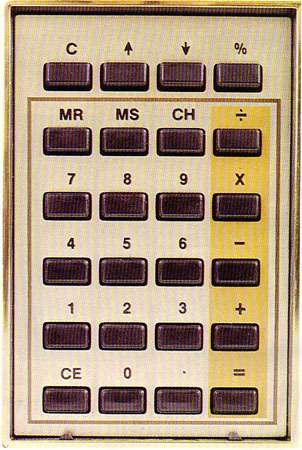 C ↑ ↓ %
MR MS CH ÷
7 8 9 X
4 5 6 −
1 2 3 +
CE 0 . =